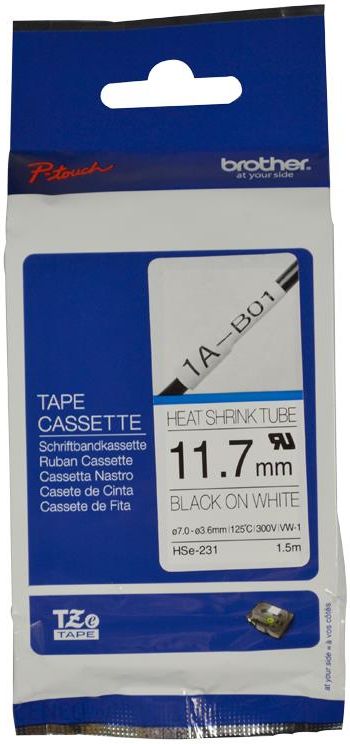 P-touch
brother
at your side
1A-B01
TAPE
CASSETTE
Schriftbandkassette
Ruban Cassette
Cassetta Nastro
Casete de Cinta
Cassete de Fita
HEAT SHRINK TUBE
11.7mm
BLACK ON WHITE
ø7.0-ø3.6mm|125℃|300V|VW-1
HSe-231 1.5m
TZe
TAPE
at your side = à vos côtés